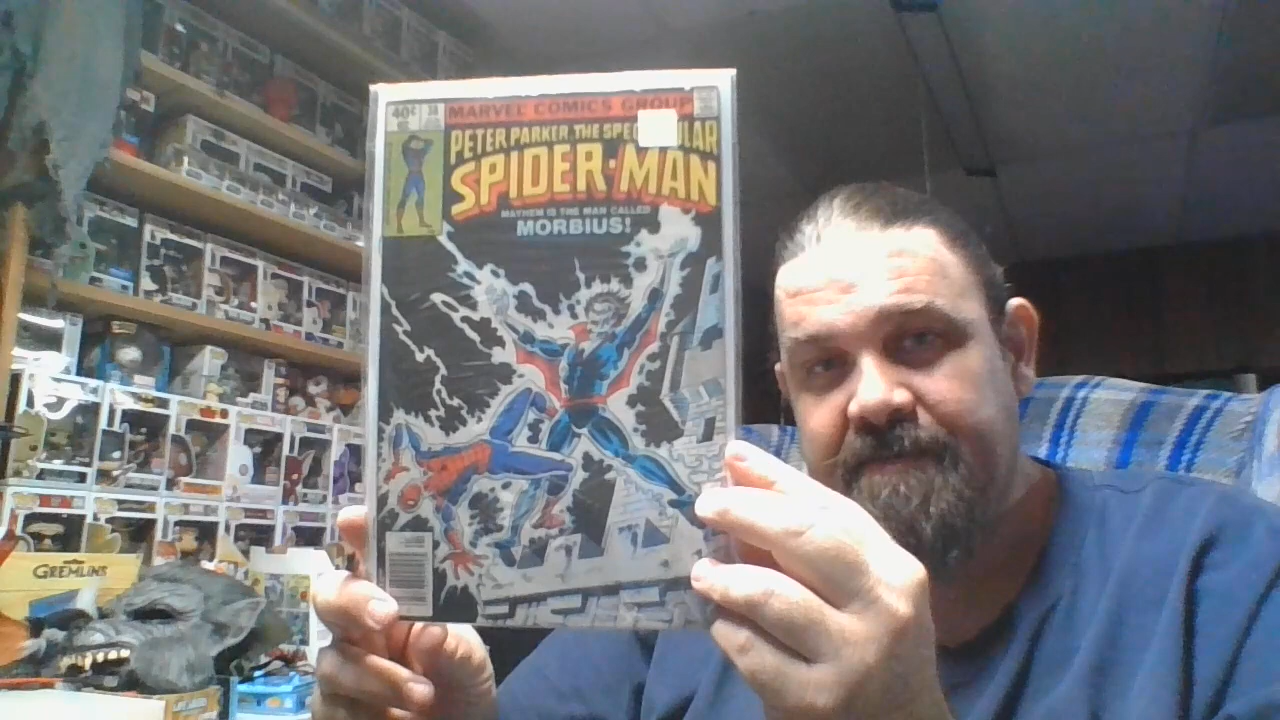 40¢ 38 MARVEL COMICS GROUP
PETER PARKER, THE SPECTACULAR
SPIDER-MAN
MAYHEM IS THE MAN CALLED
MORBIUS!
GREMLINS